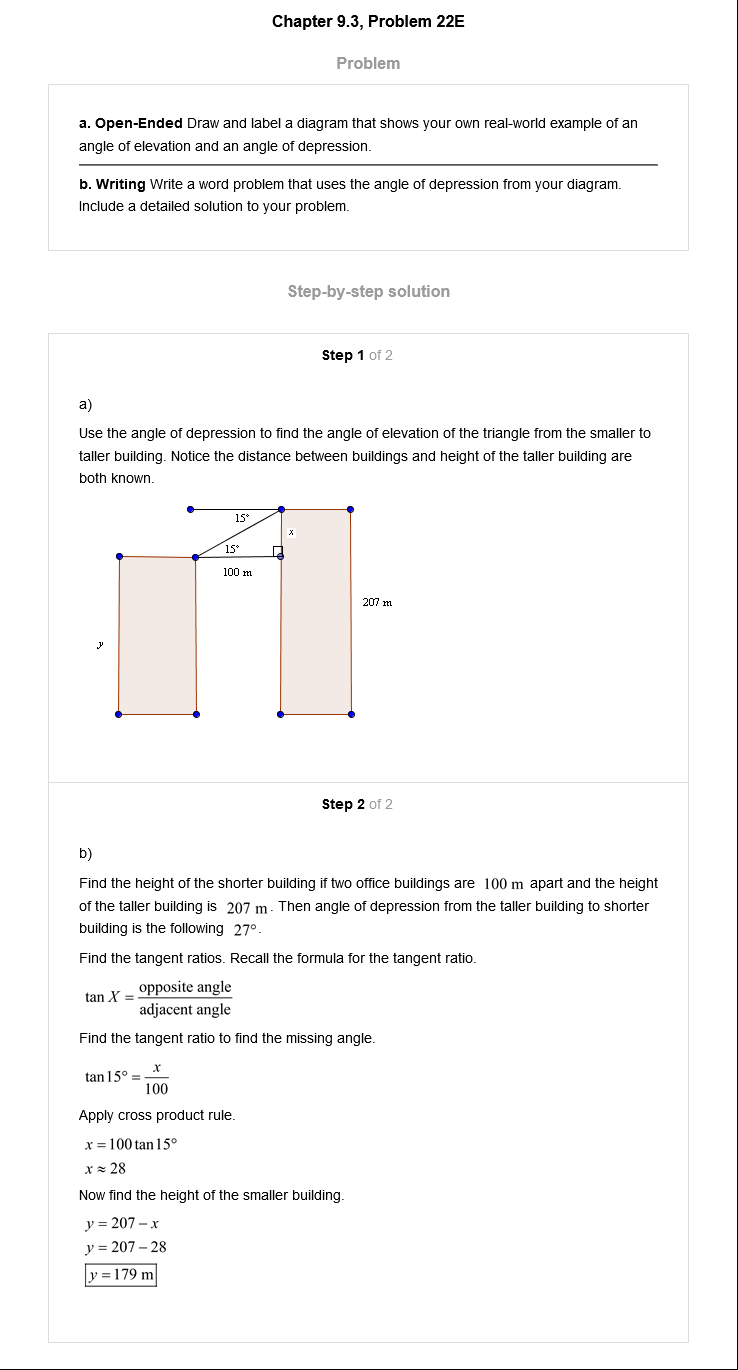 Chapter 9.3, Problem 22E
Problem
a. Open-Ended Draw and label a diagram that shows your own real-world example of an
angle of elevation and an angle of depression.
b. Writing Write a word problem that uses the angle of depression from your diagram.
Include a detailed solution to your problem.
Step-by-step solution
Step 1 of 2
a)
Use the angle of depression to find the angle of elevation of the triangle from the smaller to
taller building. Notice the distance between buildings and height of the taller building are
both known.
15°
x
15°
100 m
207 m
y
Step 2 of 2
b)
Find the height of the shorter building if two office buildings are 100 m apart and the height
of the taller building is 207 m. Then angle of depression from the taller building to shorter
building is the following 27°.
Find the tangent ratios. Recall the formula for the tangent ratio.
tan X = opposite angle / adjacent angle
Find the tangent ratio to find the missing angle.
tan 15° = x / 100
Apply cross product rule.
x = 100 tan 15°
x ≈ 28
Now find the height of the smaller building.
y = 207 − x
y = 207 − 28
y = 179 m